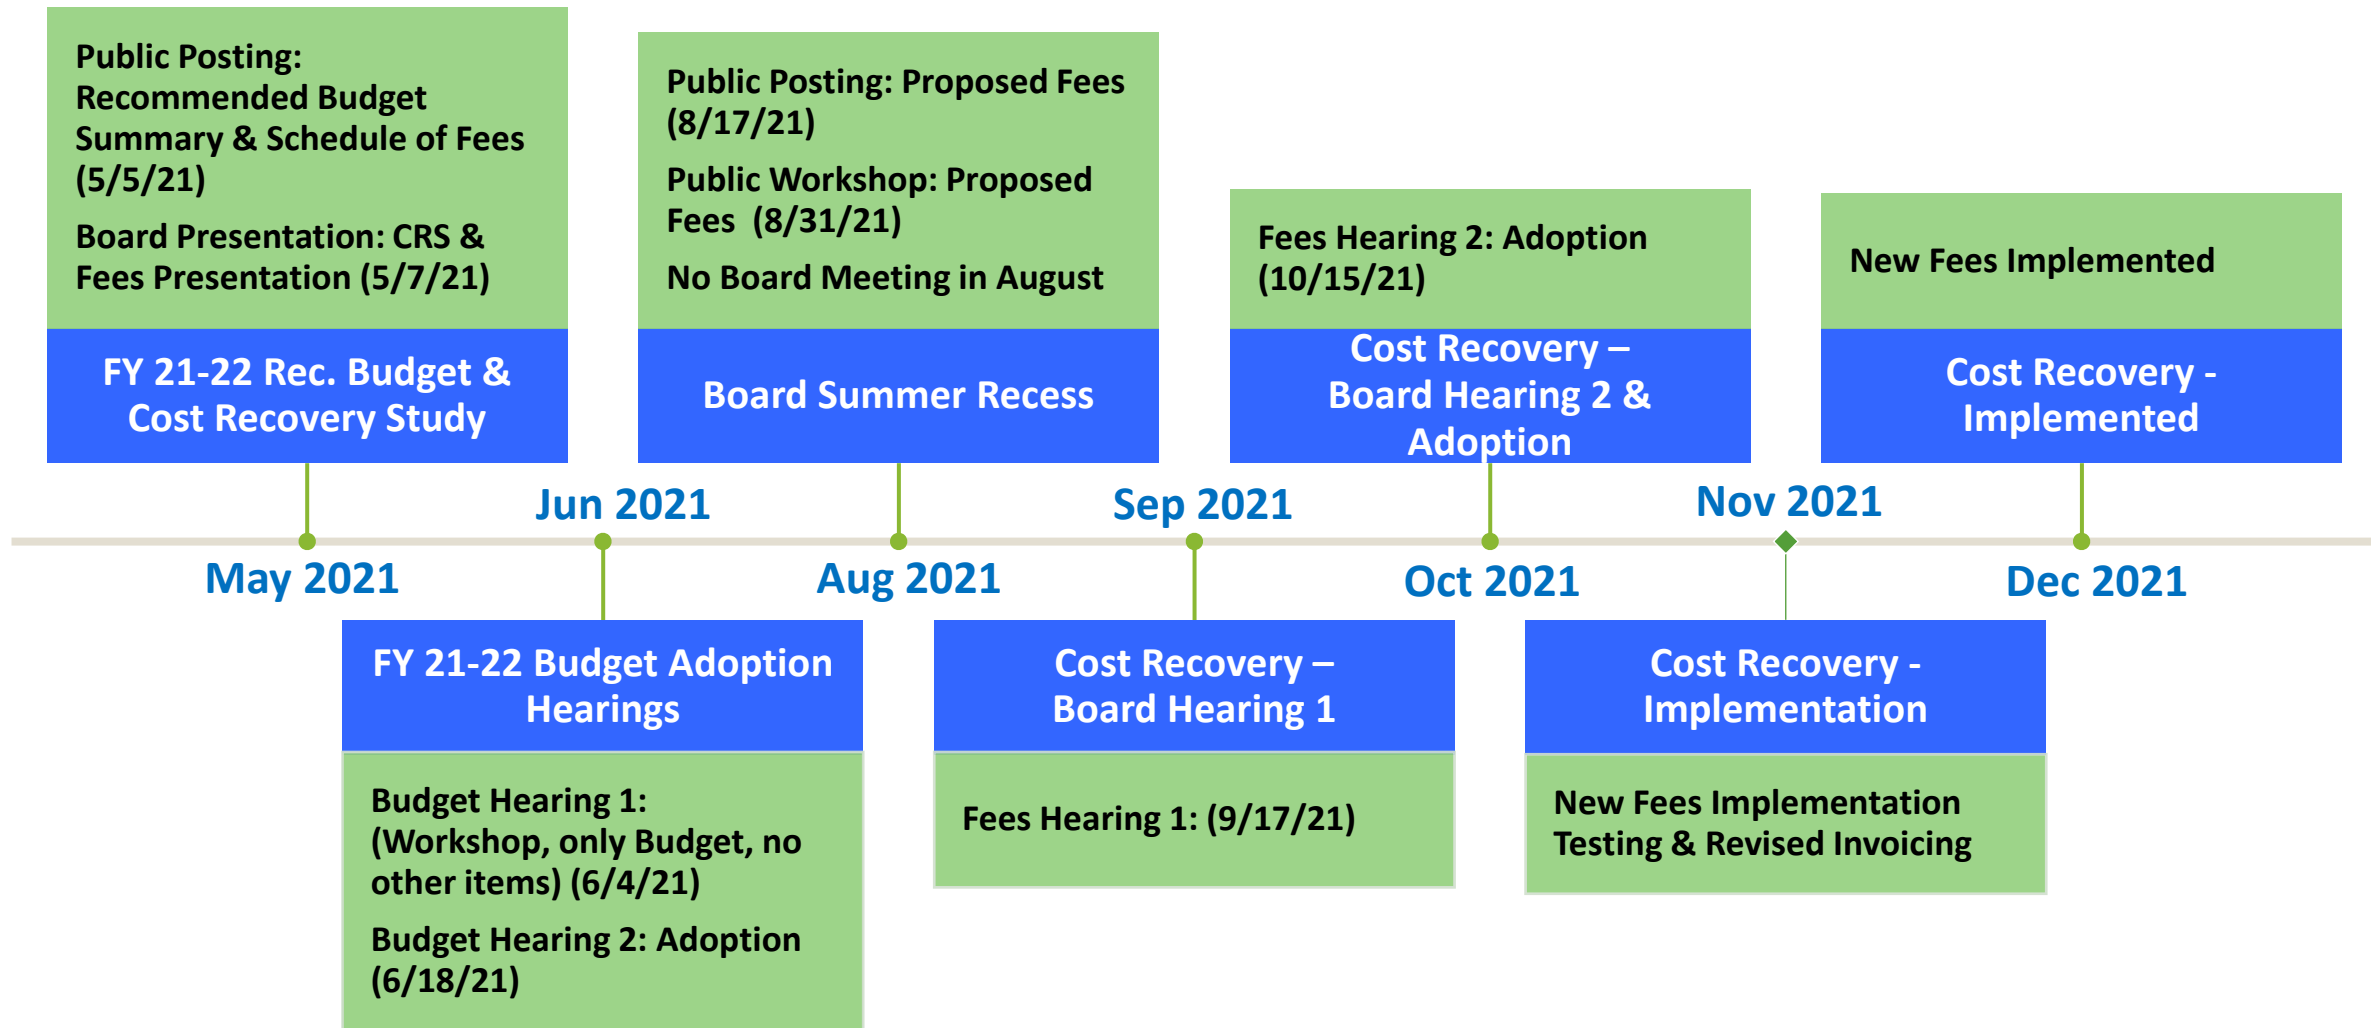 Public Posting:
Recommended Budget
Summary & Schedule of Fees
(5/5/21)
Board Presentation: CRS &
Fees Presentation (5/7/21)
FY 21-22 Rec. Budget &
Cost Recovery Study
May 2021
Jun 2021
FY 21-22 Budget Adoption
Hearings
Budget Hearing 1:
(Workshop, only Budget, no
other items) (6/4/21)
Budget Hearing 2: Adoption
(6/18/21)
Public Posting: Proposed Fees
(8/17/21)
Public Workshop: Proposed
Fees  (8/31/21)
No Board Meeting in August
Board Summer Recess
Aug 2021
Sep 2021
Cost Recovery –
Board Hearing 1
Fees Hearing 1: (9/17/21)
Fees Hearing 2: Adoption
(10/15/21)
Cost Recovery –
Board Hearing 2 &
Adoption
Oct 2021
Nov 2021
Cost Recovery -
Implementation
New Fees Implementation
Testing & Revised Invoicing
New Fees Implemented
Cost Recovery -
Implemented
Dec 2021